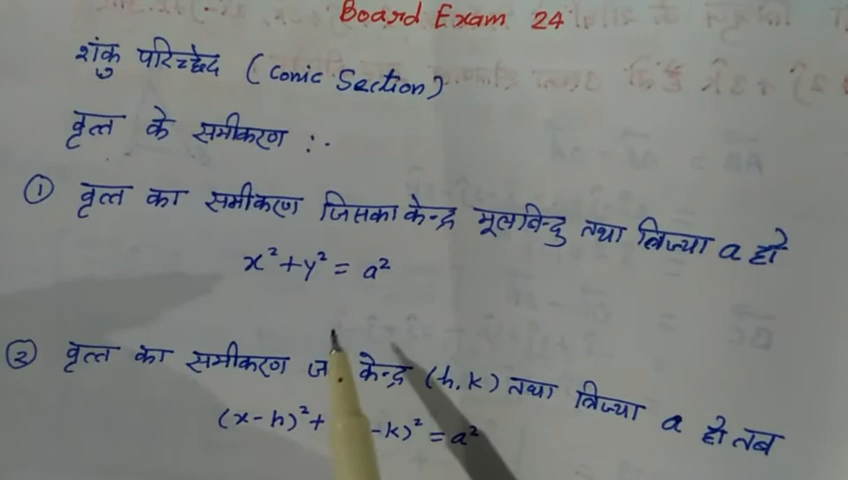 Board Exam 24
शंकु परिच्छेद (Conic Section)
वृत्त के समीकरण :.
① वृत्त का समीकरण जिसका केन्द्र मूलबिन्दु तथा त्रिज्या a हो
x² + y² = a²
② वृत्त का समीकरण ज केन्द्र (h, k) तथा त्रिज्या a हो तब
(x-h)² + -k)² = a²